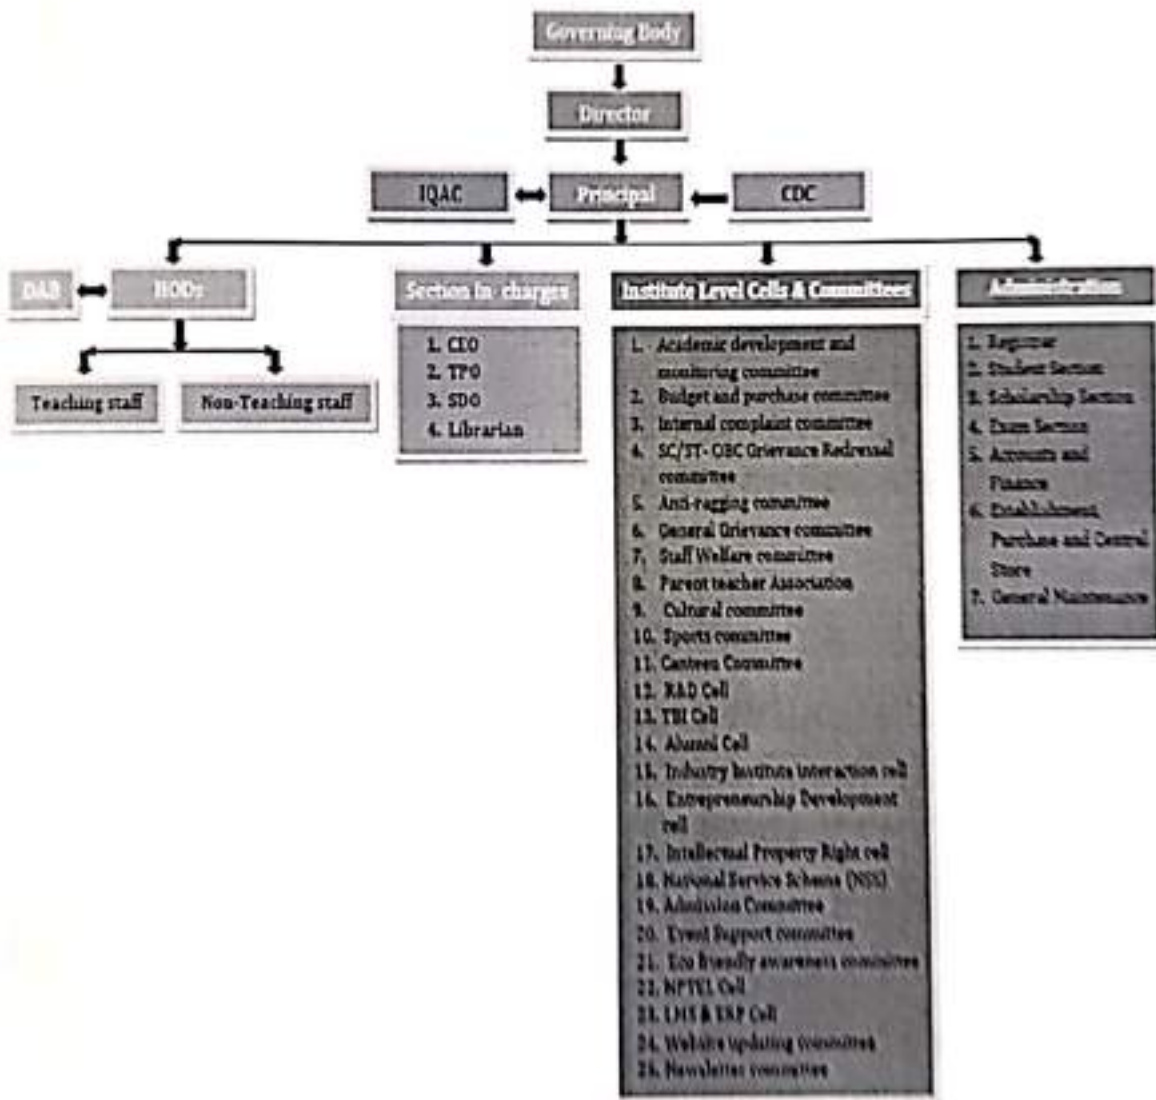 Governing Body
Director
IQAC
Principal
CDC
DAB
HODs
Section In- charges
Institute Level Cells & Committees
Administration
Teaching staff
Non-Teaching staff
1. CEO
2. TPO
3. SDO
4. Librarian
1. Academic development and
monitoring committee
2. Budget and purchase committee
3. Internal complaint committee
4. SC/ST- OBC Grievance Redressal
committee
5. Anti-ragging committee
6. General Grievance committee
7. Staff Welfare committee
8. Parent teacher Association
9. Cultural committee
10. Sports committee
11. Canteen Committee
12. R&D Cell
13. TBI Cell
14. Alumni Cell
15. Industry Institute interaction cell
16. Entrepreneurship Development
cell
17. Intellectual Property Right cell
18. National Service Scheme (NSS)
19. Admission Committee
20. Event Support committee
21. Eco friendly awareness committee
22. NPTEL Cell
23. LMS & ERP Cell
24. Website updating committee
25. Newsletter committee
1. Registrar
2. Student Section
3. Scholarship Section
4. Exam Section
5. Accounts and
Finance
6. Establishment,
Purchase and Central
Store
7. General Maintenance